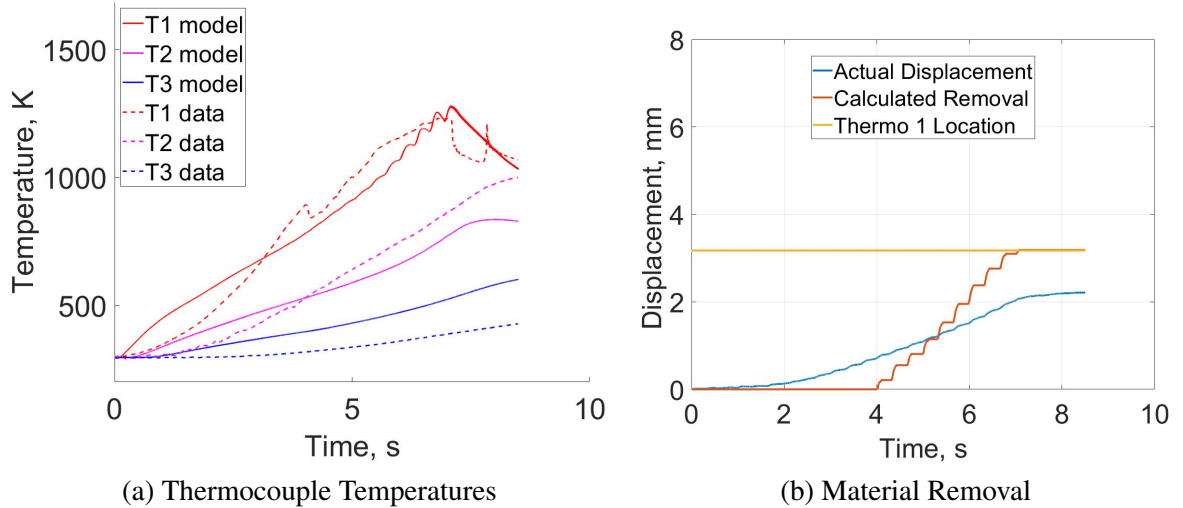 1500
1000
500
0
5
10
Temperature, K
Time, s
T1 model
T2 model
T3 model
T1 data
T2 data
T3 data
(a) Thermocouple Temperatures
8
6
4
2
0
0
2
4
6
8
10
Displacement, mm
Time, s
Actual Displacement
Calculated Removal
Thermo 1 Location
(b) Material Removal